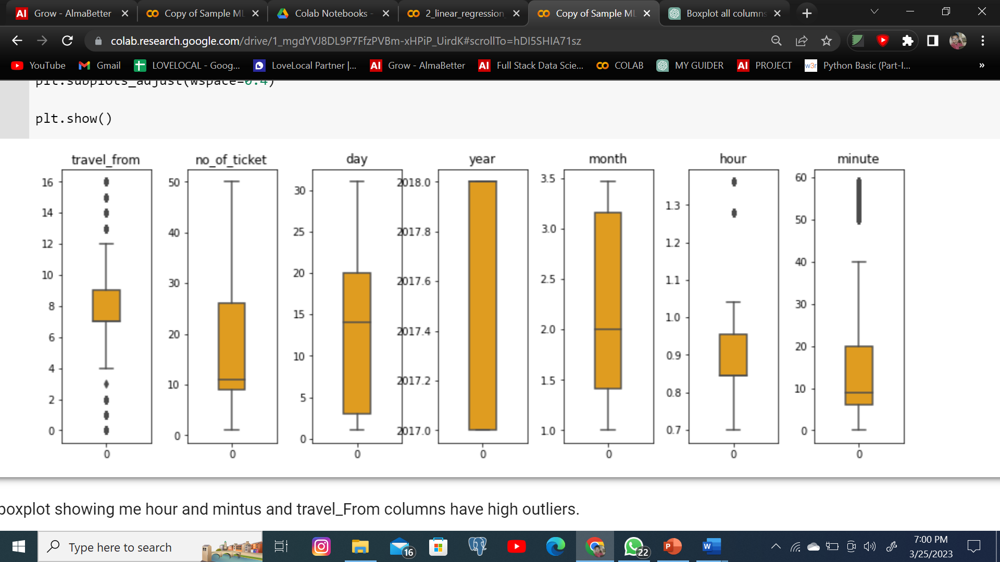 Grow - AlmaBetter
Copy of Sample ML
Colab Notebooks -
2_linear_regression_
Copy of Sample ML
Boxplot all columns
colab.research.google.com/drive/1_mgdYVJ8DL9P7FfzPVBm-xHPiP_UirdK#scrollTo=hDI5SHIA71sz
YouTube
Gmail
LOVELOCAL - Goog...
LoveLocal Partner |...
Grow - AlmaBetter
Full Stack Data Scie...
COLAB
MY GUIDER
PROJECT
Python Basic (Part-I...
plt.subplots_adjust(wspace=0.4)
plt.show()
travel_from
16
14
12
10
8
6
4
2
0
0
no_of_ticket
50
40
30
20
10
0
0
day
30
25
20
15
10
5
0
0
year
2018.0
2017.8
2017.6
2017.4
2017.2
2017.0
0
month
3.5
3.0
2.5
2.0
1.5
1.0
0
hour
1.3
1.2
1.1
1.0
0.9
0.8
0.7
0
minute
60
50
40
30
20
10
0
0
boxplot showing me hour and mintus and travel_From columns have high outliers.
Type here to search
16
22
7:00 PM
3/25/2023